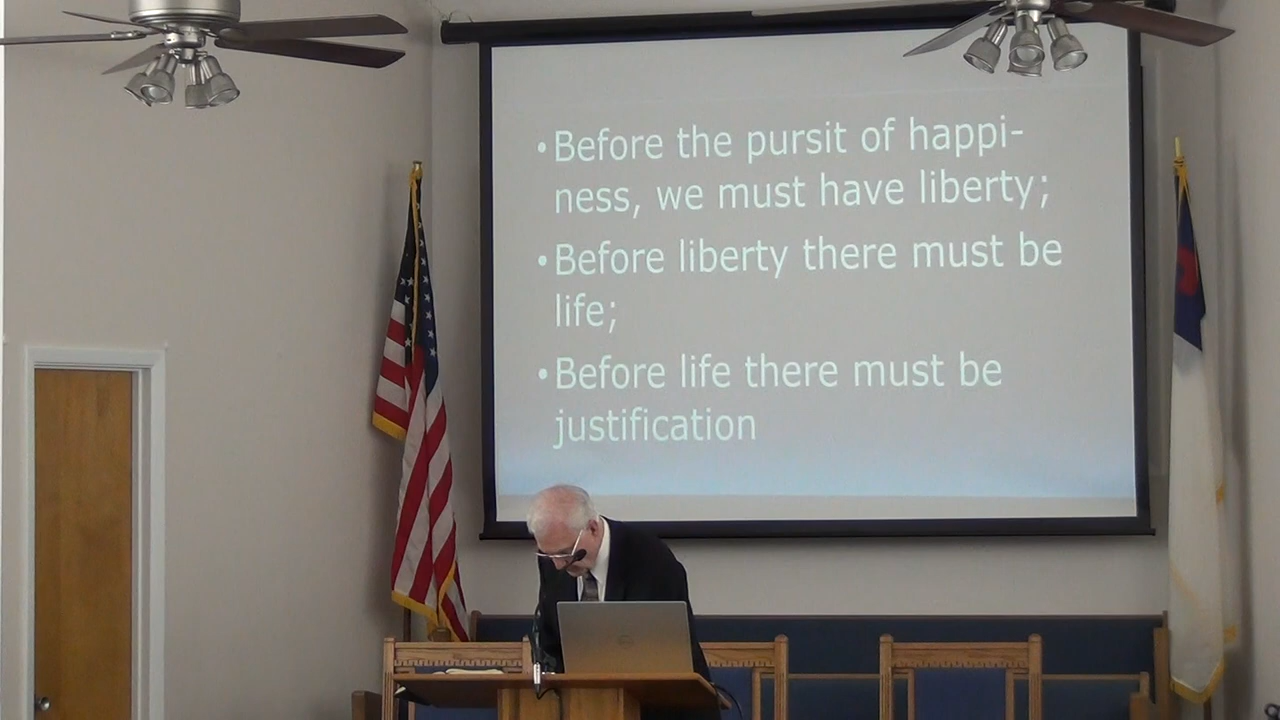 •Before the pursit of happi-
ness, we must have liberty;
•Before liberty there must be
life;
•Before life there must be
justification